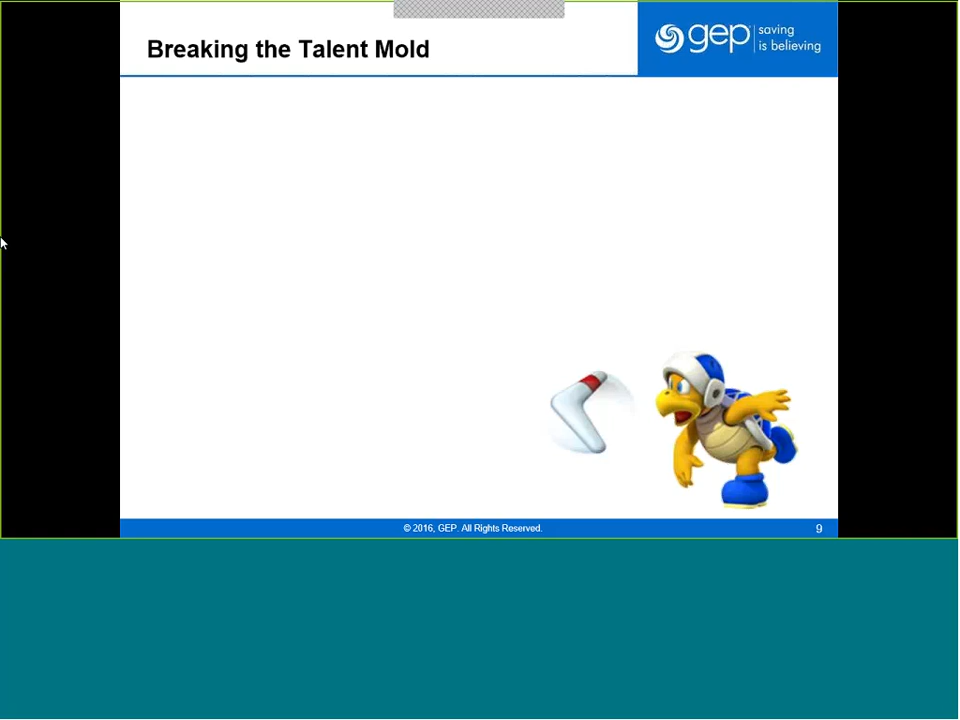 Breaking the Talent Mold
gep
saving
is believing
© 2016, GEP. All Rights Reserved.
9